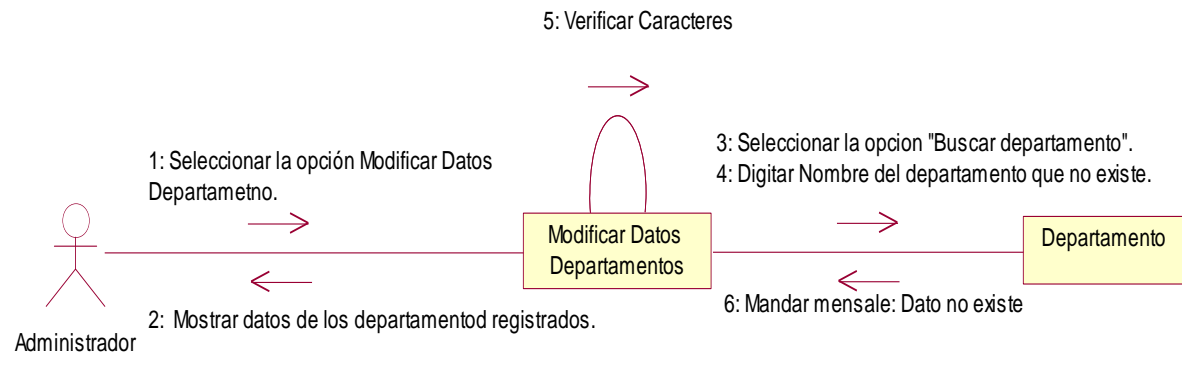 5: Verificar Caracteres
1: Seleccionar la opción Modificar Datos
Departametno.
3: Seleccionar la opcion "Buscar departamento".
4: Digitar Nombre del departamento que no existe.
Modificar Datos
Departamentos
Departamento
2: Mostrar datos de los departamentod registrados.
6: Mandar mensale: Dato no existe
Administrador